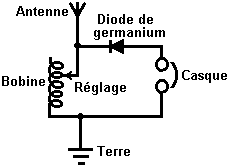 Antenne
Diode de
germanium
Bobine
Réglage
Casque
Terre